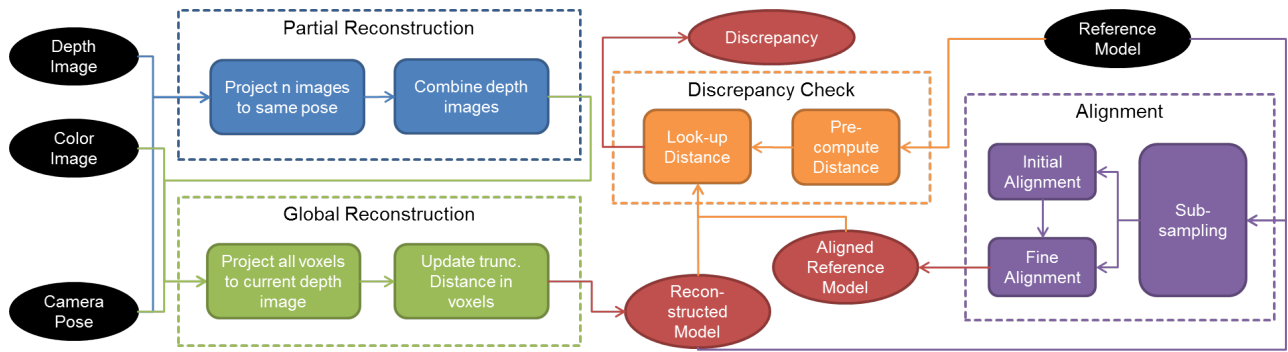 Depth
Image
Color
Image
Camera
Pose
Partial Reconstruction
Project n images
to same pose
Combine depth
images
Global Reconstruction
Project all voxels
to current depth
image
Update trunc.
Distance in
voxels
Discrepancy
Discrepancy Check
Look-up
Distance
Pre-
compute
Distance
Recon-
structed
Model
Aligned
Reference
Model
Reference
Model
Alignment
Initial
Alignment
Fine
Alignment
Sub-
sampling